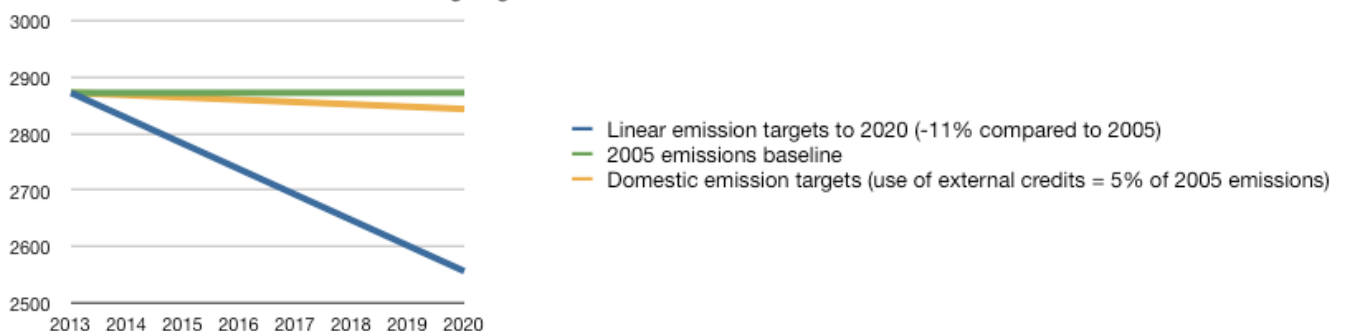 3000
2900
2800
2700
2600
2500
2013 2014 2015 2016 2017 2018 2019 2020
Linear emission targets to 2020 (-11% compared to 2005)
2005 emissions baseline
Domestic emission targets (use of external credits = 5% of 2005 emissions)